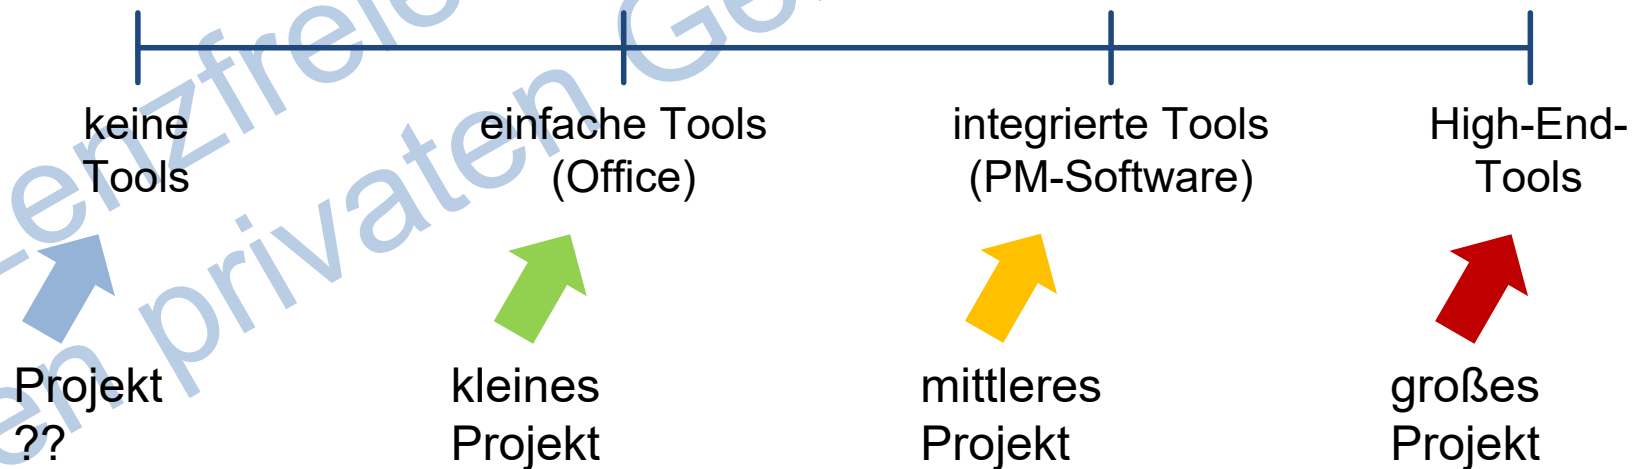 keine
Tools
einfache Tools
(Office)
integrierte Tools
(PM-Software)
High-End-
Tools
Projekt
??
kleines
Projekt
mittleres
Projekt
großes
Projekt
privaten